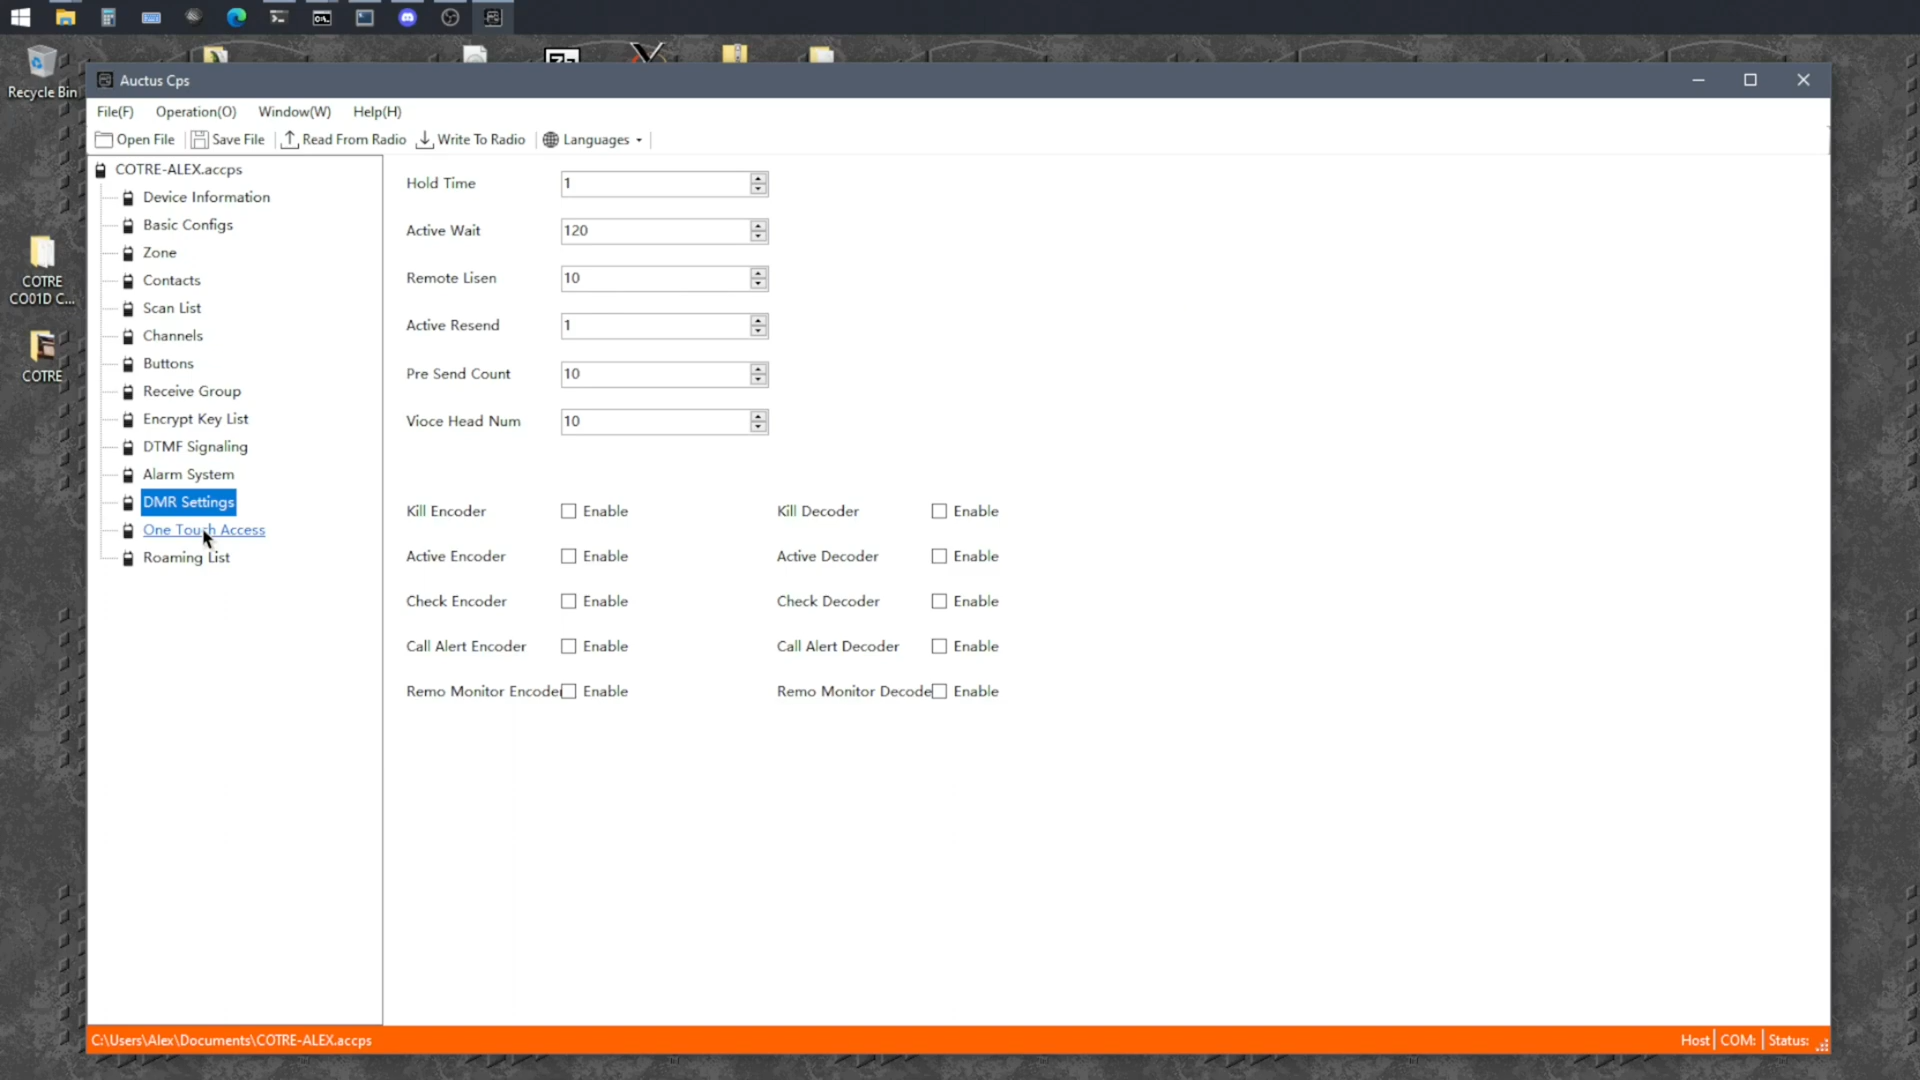 Recycle Bin
COTRE
CO01D C...
COTRE
Auctus Cps
File(F) Operation(O) Window(W) Help(H)
Open File Save File Read From Radio Write To Radio Languages
COTRE-ALEX.accps
Device Information
Basic Configs
Zone
Contacts
Scan List
Channels
Buttons
Receive Group
Encrypt Key List
DTMF Signaling
Alarm System
DMR Settings
One Touch Access
Roaming List
Hold Time 1
Active Wait 120
Remote Lisen 10
Active Resend 1
Pre Send Count 10
Vioce Head Num 10
Kill Encoder Enable Kill Decoder Enable
Active Encoder Enable Active Decoder Enable
Check Encoder Enable Check Decoder Enable
Call Alert Encoder Enable Call Alert Decoder Enable
Remo Monitor Encoder Enable Remo Monitor Decode Enable
C:\Users\Alex\Documents\COTRE-ALEX.accps Host COM: Status: